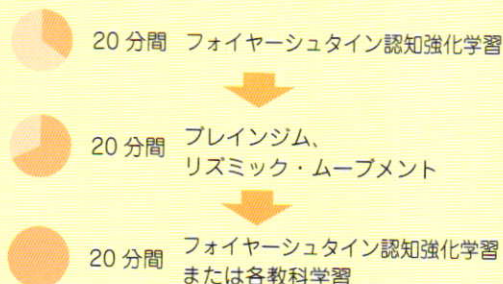 20 分間 フォイヤーシュタイン認知強化学習
20 分間 ブレインジム、
リズミック・ムーブメント
20 分間 フォイヤーシュタイン認知強化学習
または各教科学習